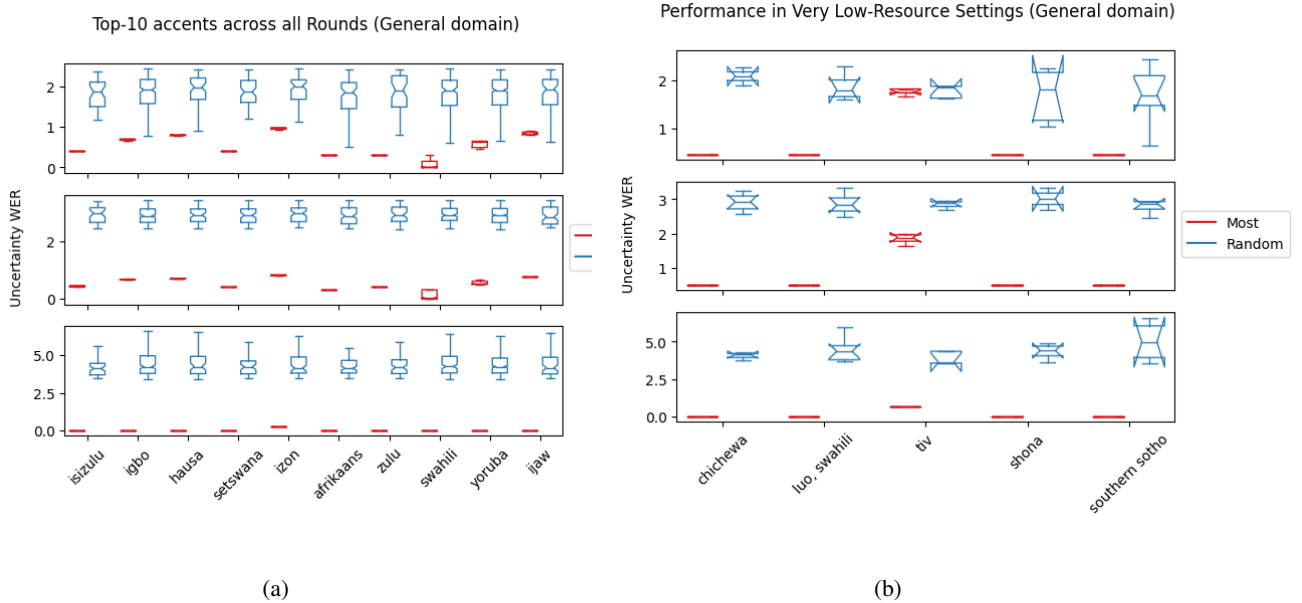 Top-10 accents across all Rounds (General domain)
Uncertainty WER
2
1
0
2
0
5.0
2.5
0.0
isizulu
igbo
hausa
setswana
izon
afrikaans
zulu
swahili
yoruba
ijaw
(a)
Performance in Very Low-Resource Settings (General domain)
Uncertainty WER
2
1
3
2
1
5.0
2.5
0.0
chichewa
luo, swahili
tiv
shona
southern sotho
Most
Random
(b)